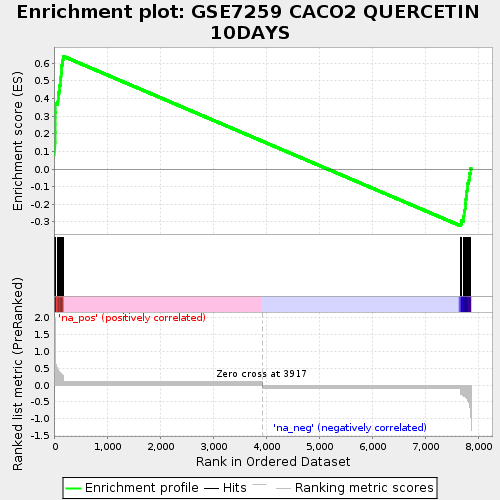 Enrichment plot: GSE7259 CACO2 QUERCETIN
10DAYS
Enrichment score (ES)
0.6
0.5
0.4
0.3
0.2
0.1
0.0
-0.1
-0.2
-0.3
'na_pos' (positively correlated)
Ranked list metric (PreRanked)
2.0
1.5
1.0
0.5
0.0
-0.5
-1.0
-1.5
Zero cross at 3917
'na_neg' (negatively correlated)
0 1,000 2,000 3,000 4,000 5,000 6,000 7,000 8,000
Rank in Ordered Dataset
Enrichment profile Hits Ranking metric scores